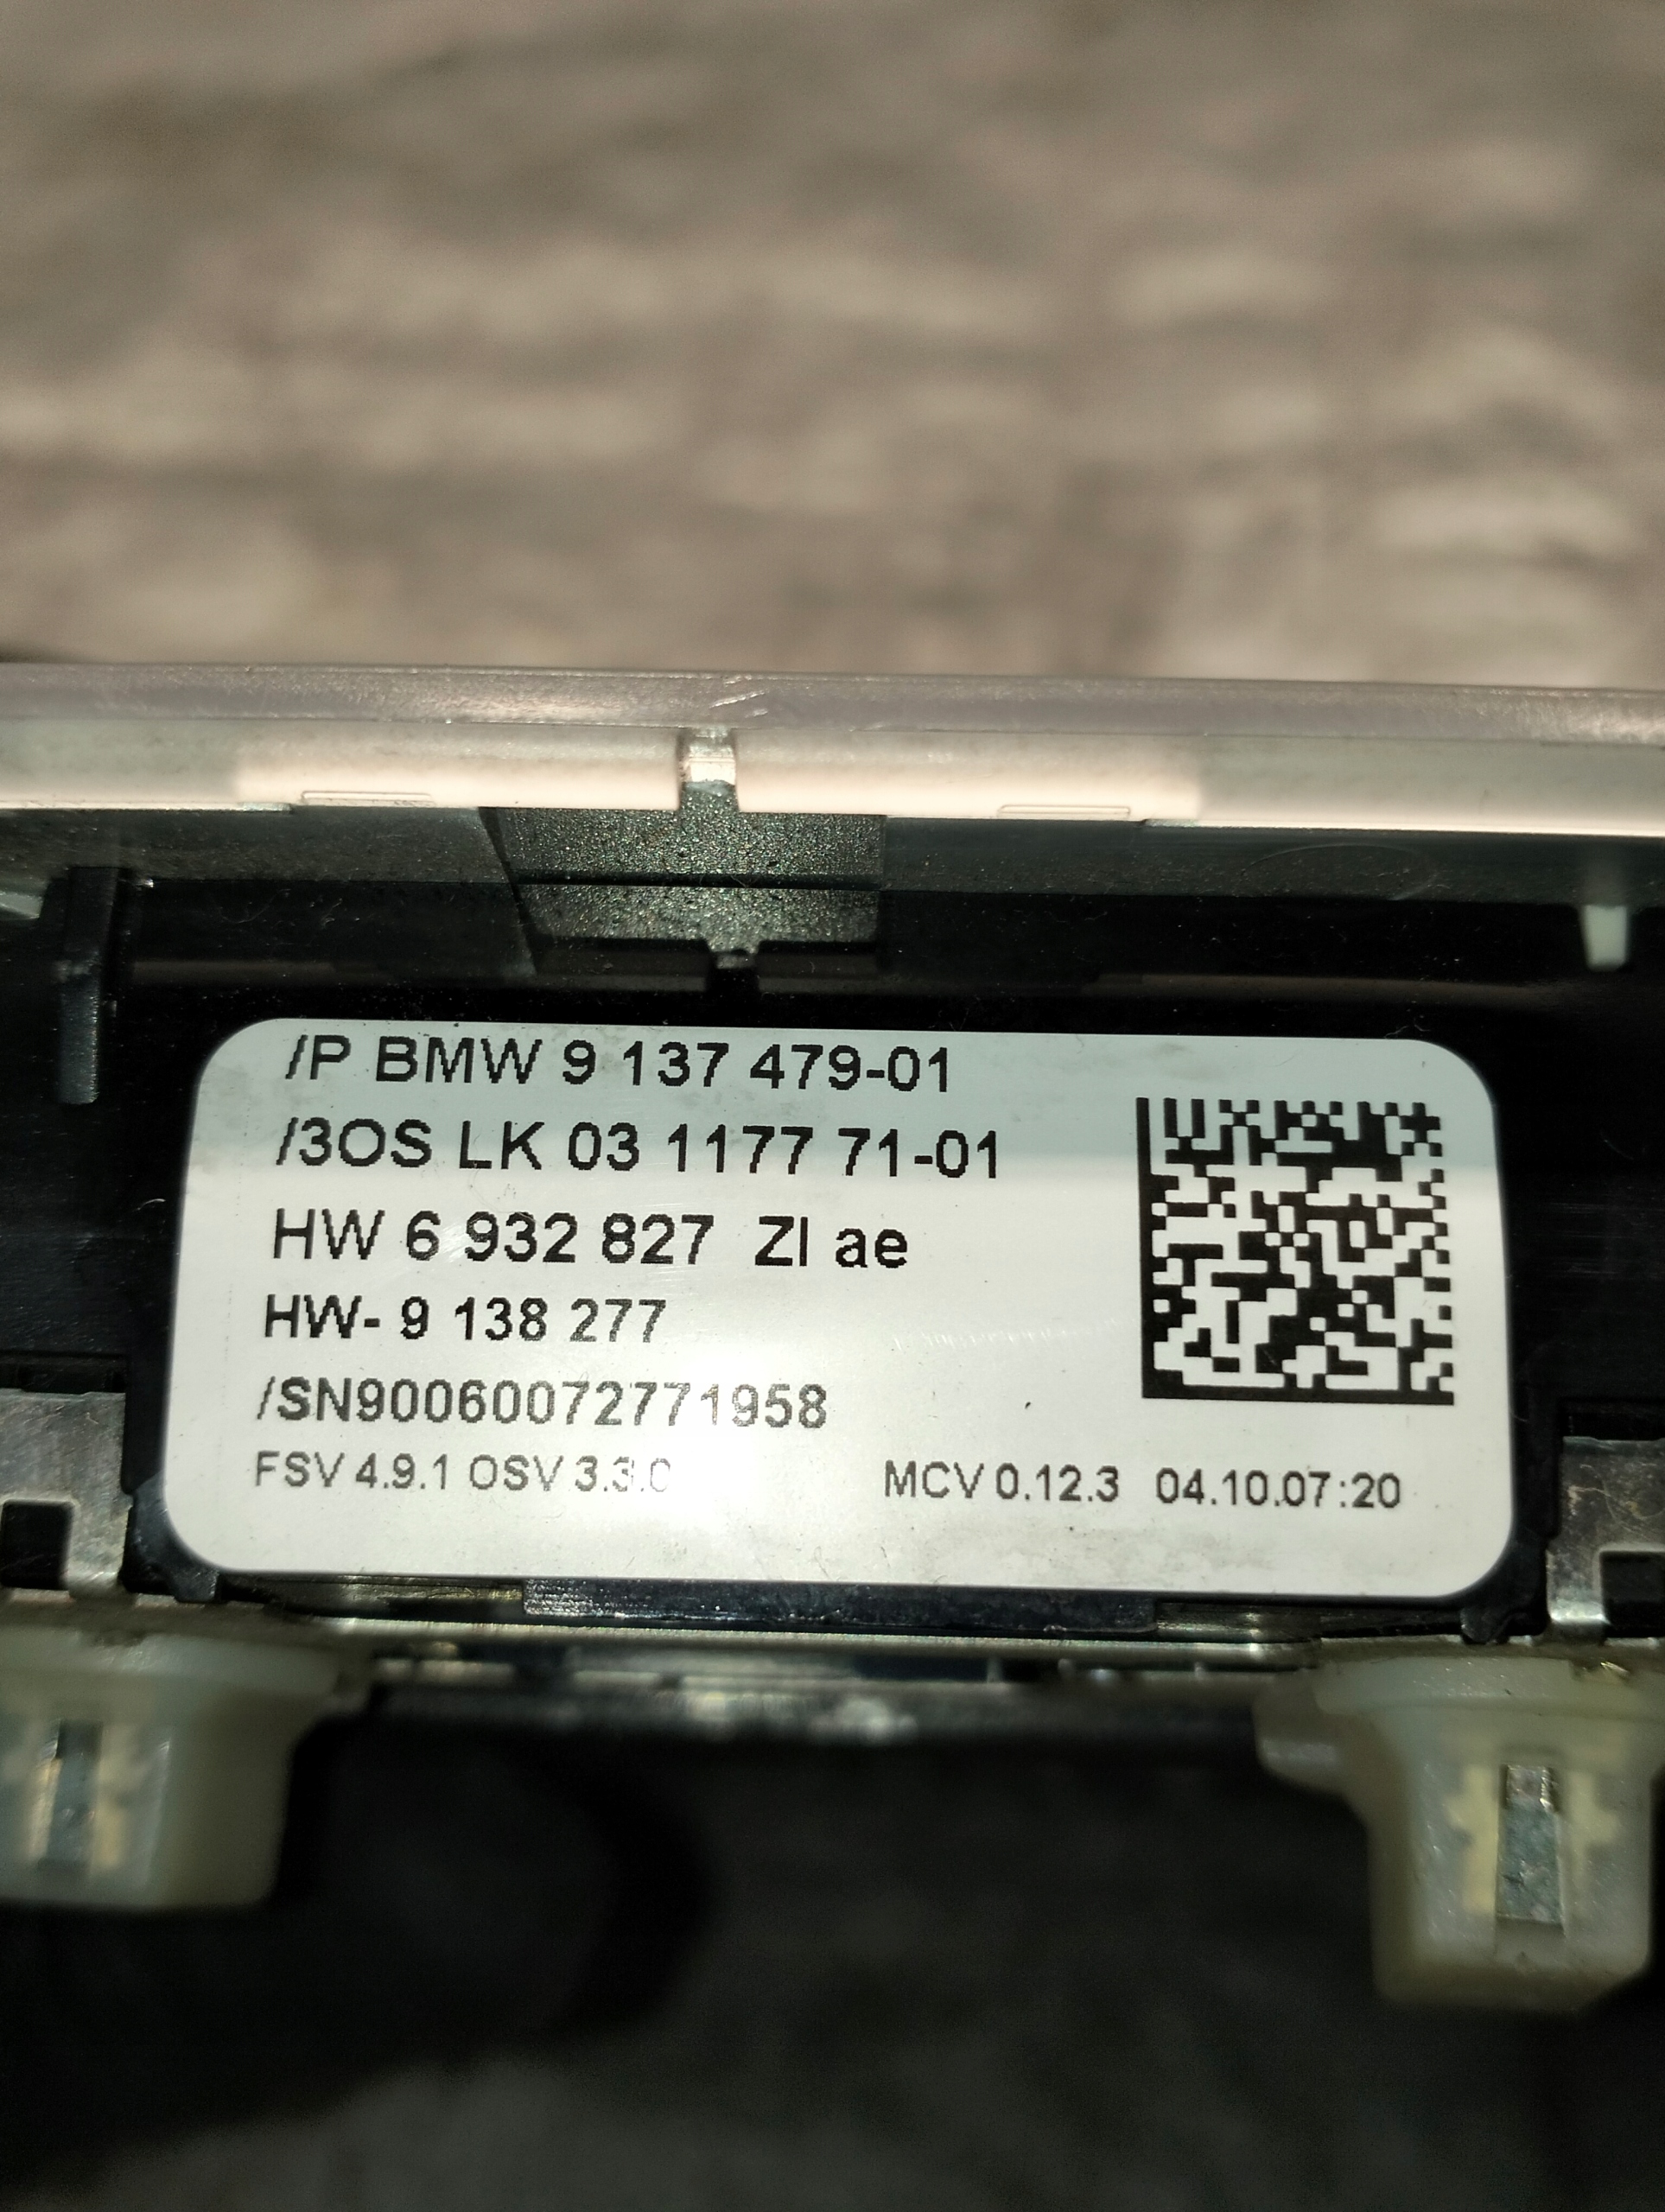 /P BMW 9 137 479-01
/3OS LK 03 1177 71-01
HW 6 932 827 ZI ae
HW- 9 138 277
/SN90060072771958
FSV 4.9.1 OSV 3.3.0 MCV 0.12.3 04.10.07:20